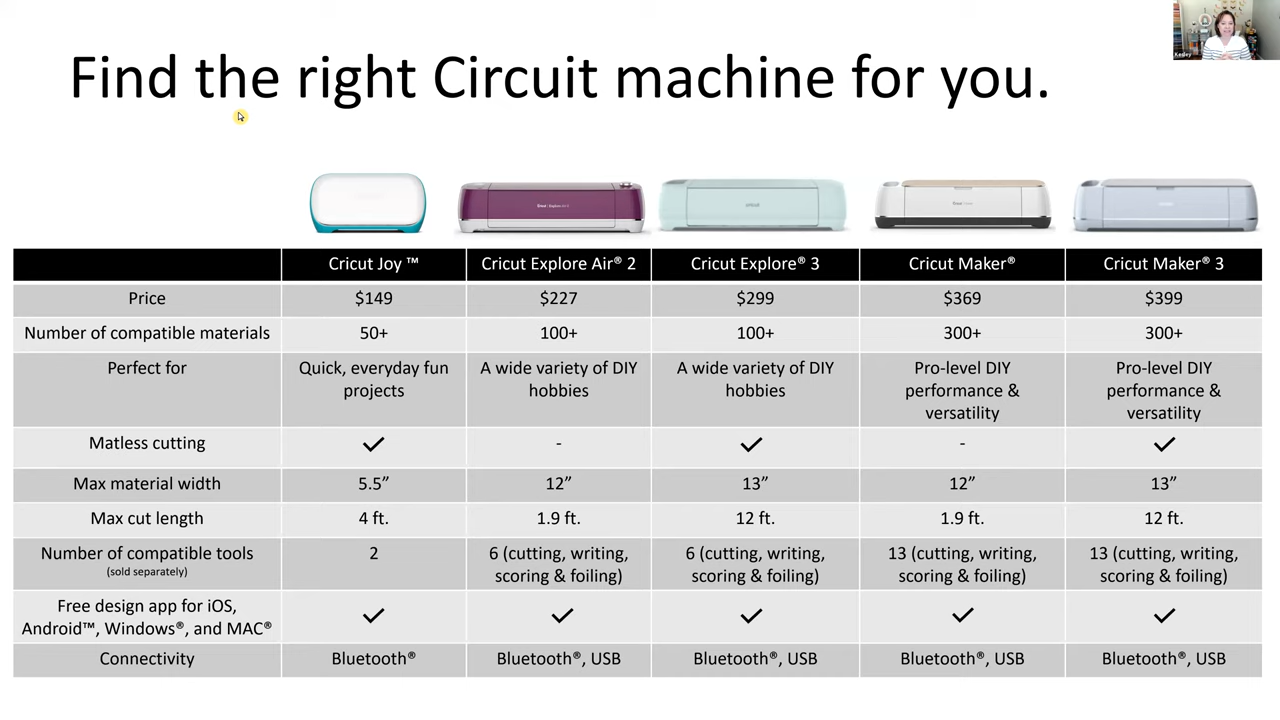 Kesley
Find the right Circuit machine for you.
Cricut Joy ™ Cricut Explore Air® 2 Cricut Explore® 3 Cricut Maker® Cricut Maker® 3
Price $149 $227 $299 $369 $399
Number of compatible materials 50+ 100+ 100+ 300+ 300+
Perfect for Quick, everyday fun A wide variety of DIY A wide variety of DIY Pro-level DIY Pro-level DIY
projects hobbies hobbies performance & performance &
versatility versatility
Matless cutting ✓ - ✓ - ✓
Max material width 5.5” 12” 13” 12” 13”
Max cut length 4 ft. 1.9 ft. 12 ft. 1.9 ft. 12 ft.
Number of compatible tools 2 6 (cutting, writing, 6 (cutting, writing, 13 (cutting, writing, 13 (cutting, writing,
(sold separately) scoring & foiling) scoring & foiling) scoring & foiling) scoring & foiling)
Free design app for iOS,
Android™, Windows®, and MAC® ✓ ✓ ✓ ✓ ✓
Connectivity Bluetooth® Bluetooth®, USB Bluetooth®, USB Bluetooth®, USB Bluetooth®, USB